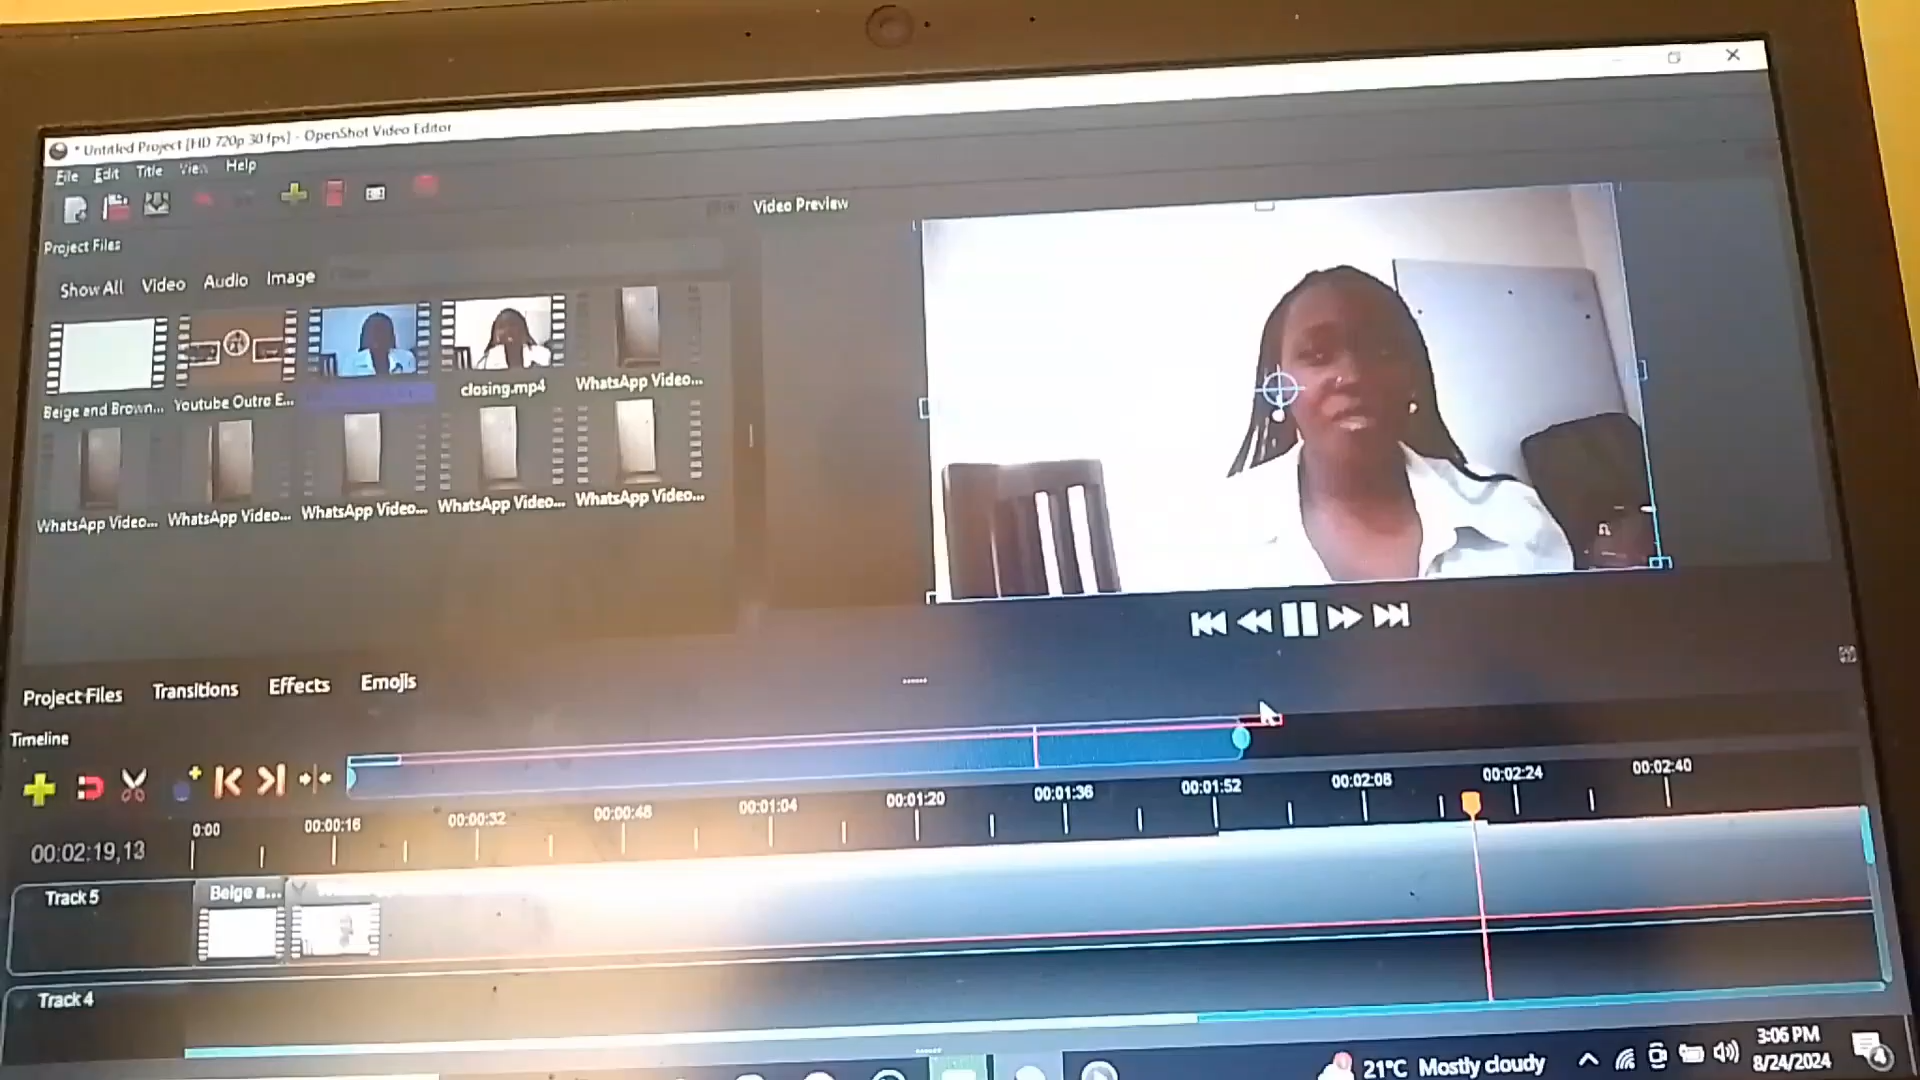 * Untitled Project [HD 720p 30 fps] - OpenShot Video Editor
File Edit Title View Help
Project Files
Video Preview
Show All Video Audio Image
Beige and Brown... Youtube Outro E... closing.mp4 WhatsApp Video...
WhatsApp Video... WhatsApp Video... WhatsApp Video... WhatsApp Video... WhatsApp Video...
Project Files Transitions Effects Emojis
Timeline
0:00 00:00:16 00:00:32 00:00:48 00:01:04 00:01:20 00:01:36 00:01:52 00:02:08 00:02:24 00:02:40
00:02:19,13
Track 5 Beige a...
Track 4
21°C Mostly cloudy
3:06 PM
8/24/2024
4